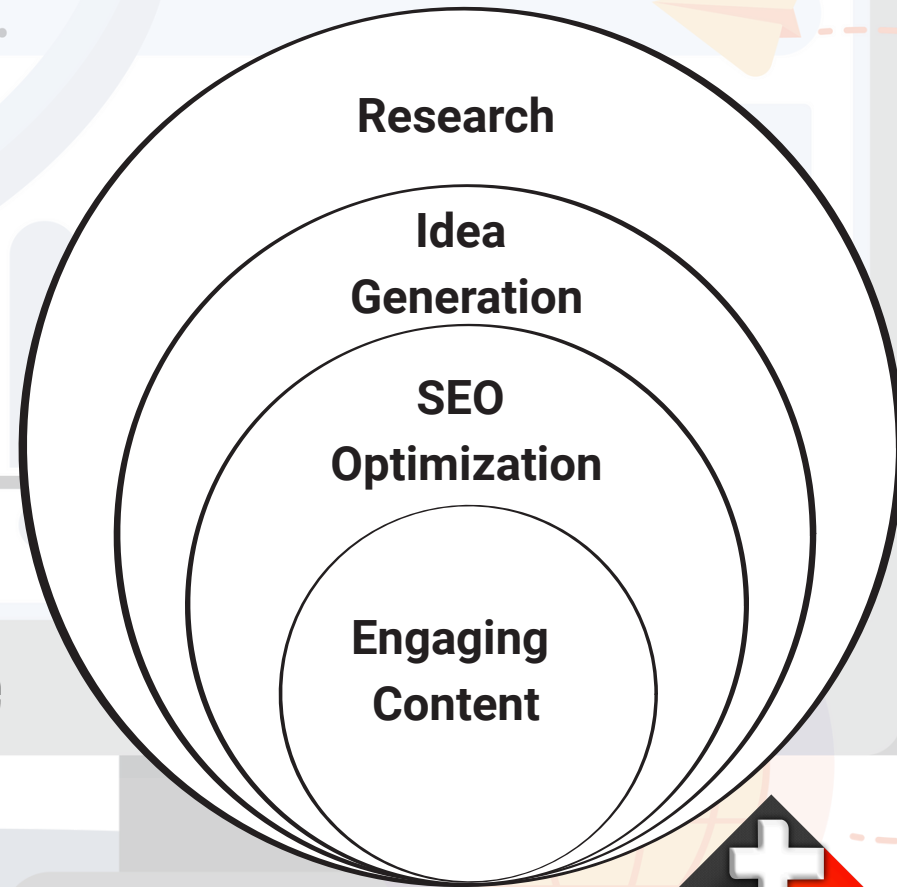 Research
Idea
Generation
SEO
Optimization
Engaging
Content